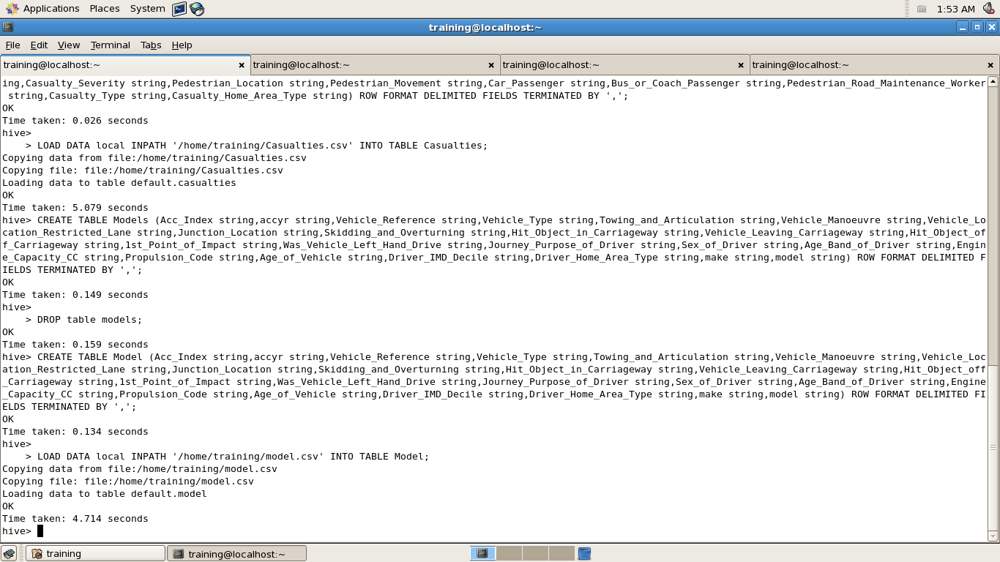 Applications Places System 1:53 AM
training@localhost:~
File Edit View Terminal Tabs Help
training@localhost:~ training@localhost:~ training@localhost:~ training@localhost:~
ing,Casualty_Severity string,Pedestrian_Location string,Pedestrian_Movement string,Car_Passenger string,Bus_or_Coach_Passenger string,Pedestrian_Road_Maintenance_Worker
 string,Casualty_Type string,Casualty_Home_Area_Type string) ROW FORMAT DELIMITED FIELDS TERMINATED BY ',';
OK
Time taken: 0.026 seconds
hive>
    > LOAD DATA local INPATH '/home/training/Casualties.csv' INTO TABLE Casualties;
Copying data from file:/home/training/Casualties.csv
Copying file: file:/home/training/Casualties.csv
Loading data to table default.casualties
OK
Time taken: 5.079 seconds
hive> CREATE TABLE Models (Acc_Index string,accyr string,Vehicle_Reference string,Vehicle_Type string,Towing_and_Articulation string,Vehicle_Manoeuvre string,Vehicle_Lo
cation_Restricted_Lane string,Junction_Location string,Skidding_and_Overturning string,Hit_Object_in_Carriageway string,Vehicle_Leaving_Carriageway string,Hit_Object_of
f_Carriageway string,1st_Point_of_Impact string,Was_Vehicle_Left_Hand_Drive string,Journey_Purpose_of_Driver string,Sex_of_Driver string,Age_Band_of_Driver string,Engin
e_Capacity_CC string,Propulsion_Code string,Age_of_Vehicle string,Driver_IMD_Decile string,Driver_Home_Area_Type string,make string,model string) ROW FORMAT DELIMITED F
IELDS TERMINATED BY ',';
OK
Time taken: 0.149 seconds
hive>
    > DROP table models;
OK
Time taken: 0.159 seconds
hive> CREATE TABLE Model (Acc_Index string,accyr string,Vehicle_Reference string,Vehicle_Type string,Towing_and_Articulation string,Vehicle_Manoeuvre string,Vehicle_Loc
ation_Restricted_Lane string,Junction_Location string,Skidding_and_Overturning string,Hit_Object_in_Carriageway string,Vehicle_Leaving_Carriageway string,Hit_Object_off
_Carriageway string,1st_Point_of_Impact string,Was_Vehicle_Left_Hand_Drive string,Journey_Purpose_of_Driver string,Sex_of_Driver string,Age_Band_of_Driver string,Engine
_Capacity_CC string,Propulsion_Code string,Age_of_Vehicle string,Driver_IMD_Decile string,Driver_Home_Area_Type string,make string,model string) ROW FORMAT DELIMITED FI
ELDS TERMINATED BY ',';
OK
Time taken: 0.134 seconds
hive>
    > LOAD DATA local INPATH '/home/training/model.csv' INTO TABLE Model;
Copying data from file:/home/training/model.csv
Copying file: file:/home/training/model.csv
Loading data to table default.model
OK
Time taken: 4.714 seconds
hive>
training training@localhost:~